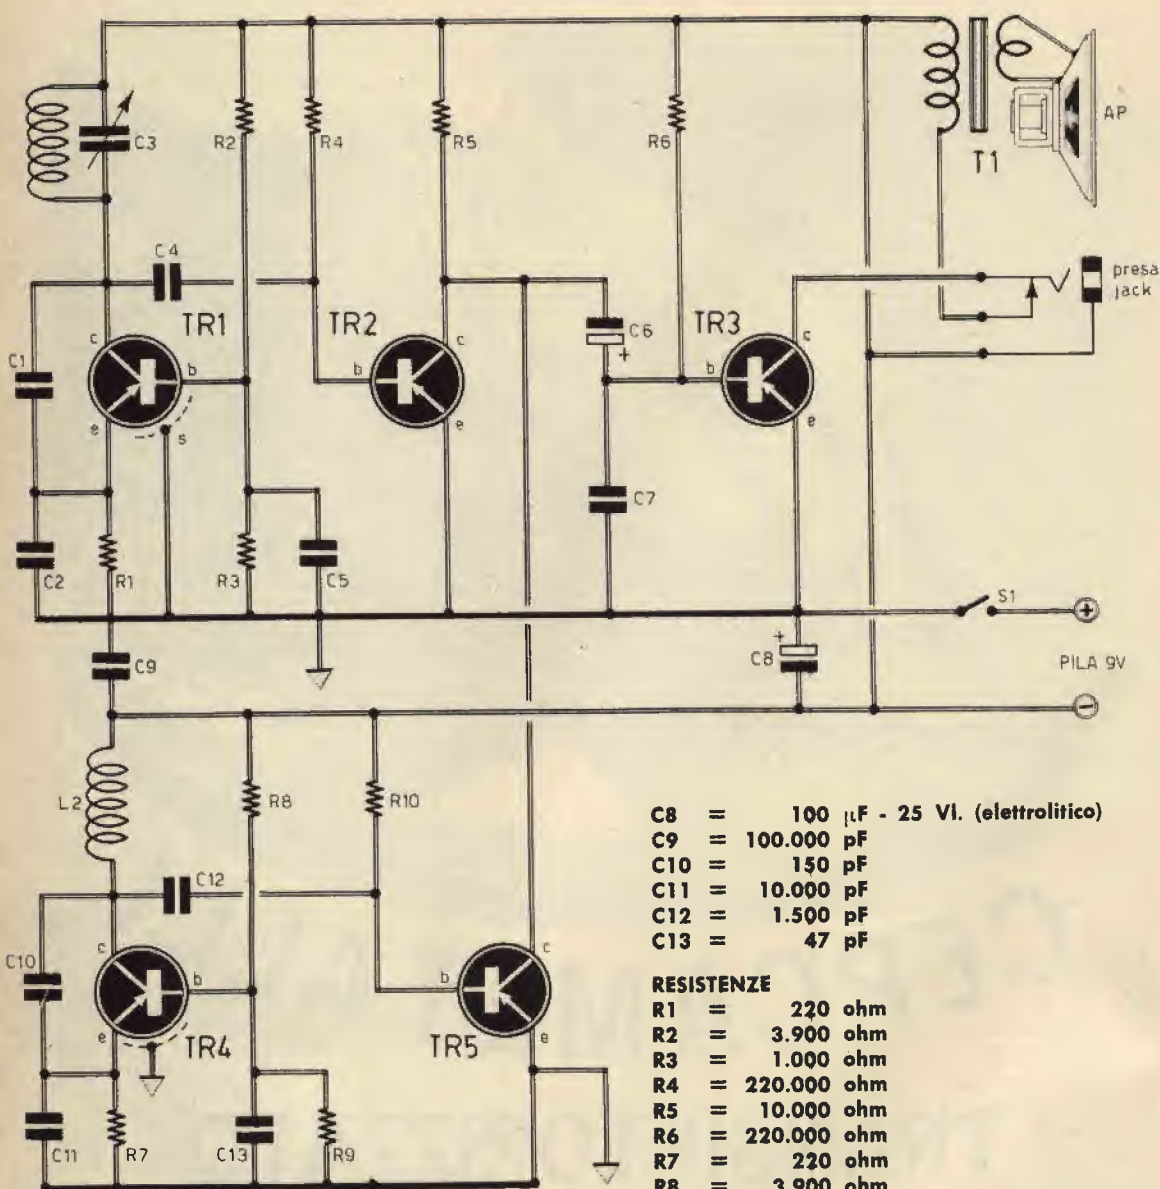 C3
R2
R4
R5
R6
T1
AP
C4
presa
jack
TR1
TR2
C6
+
TR3
c
c
c
C1
b
b
b
e
s
e
e
C7
C2
R1
R3
C5
S1
+
C9
+
C8
PILA 9V
−
L2
R8
R10
C12
C10
c
b
e
TR4
b
c
e
TR5
C11
R7
C13
R9
C8 = 100 µF - 25 Vl. (elettrolitico)
C9 = 100.000 pF
C10 = 150 pF
C11 = 10.000 pF
C12 = 1.500 pF
C13 = 47 pF
RESISTENZE
R1 = 220 ohm
R2 = 3.900 ohm
R3 = 1.000 ohm
R4 = 220.000 ohm
R5 = 10.000 ohm
R6 = 220.000 ohm
R7 = 220 ohm
R8 = 3.900 ohm